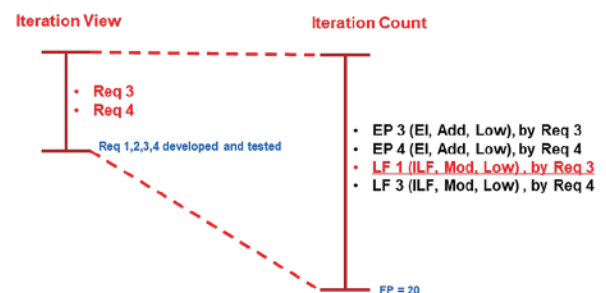 Iteration View
Iteration Count
• Req 3
• Req 4
Req 1,2,3,4 developed and tested
• EP 3 (EI, Add, Low), by Req 3
• EP 4 (EI, Add, Low), by Req 4
• LF 1 (ILF, Mod, Low) , by Req 3
• LF 3 (ILF, Mod, Low), by Req 4
FP = 20